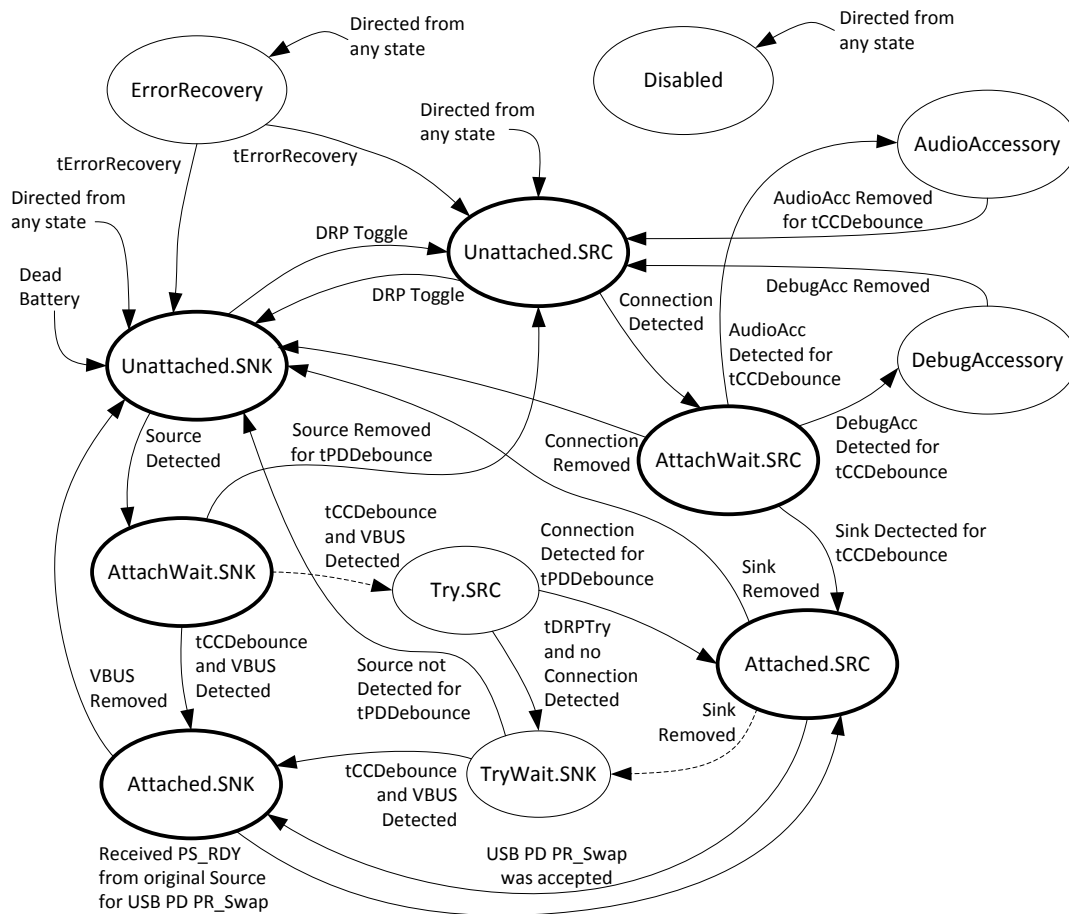 Directed from
any state
ErrorRecovery
Directed from
any state
Disabled
Directed from
any state
AudioAccessory
tErrorRecovery
tErrorRecovery
AudioAcc Removed
for tCCDebounce
Directed from
any state
DRP Toggle
Unattached.SRC
DRP Toggle
DebugAcc Removed
Dead
Battery
Connection
Detected
Unattached.SNK
AudioAcc
Detected for
tCCDebounce
DebugAccessory
Source
Detected
Source Removed
for tPDDebounce
Connection
Removed
AttachWait.SRC
DebugAcc
Detected for
tCCDebounce
tCCDebounce
and VBUS
Detected
Connection
Detected for
tPDDebounce
Sink Dectected for
tCCDebounce
AttachWait.SNK
Try.SRC
Sink
Removed
tCCDebounce
and VBUS
Detected
tDRPTry
and no
Connection
Detected
Attached.SRC
VBUS
Removed
Source not
Detected for
tPDDebounce
Sink
Removed
Attached.SNK
tCCDebounce
and VBUS
Detected
TryWait.SNK
Received PS_RDY
from original Source
for USB PD PR_Swap
USB PD PR_Swap
was accepted